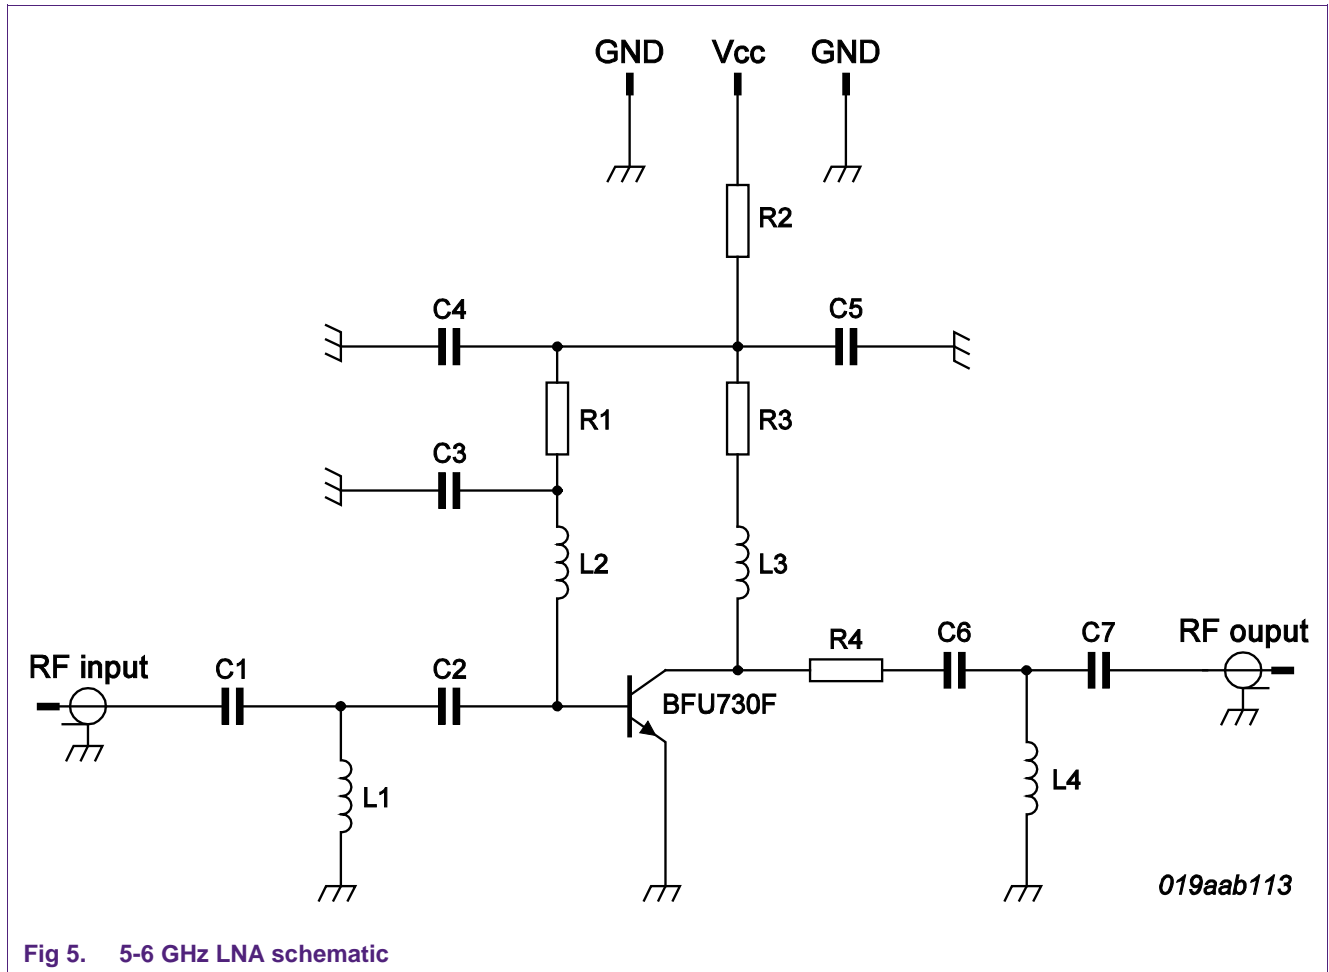 GND Vcc GND
R2
C4 C5
R1 R3
C3
L2 L3
RF input C1 C2 BFU730F R4 C6 C7 RF ouput
L1 L4
019aab113
Fig 5. 5-6 GHz LNA schematic